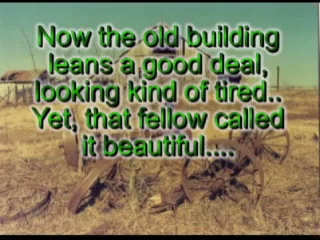 Now the old building
leans a good deal,
looking kind of tired..
Yet, that fellow called
it beautiful....